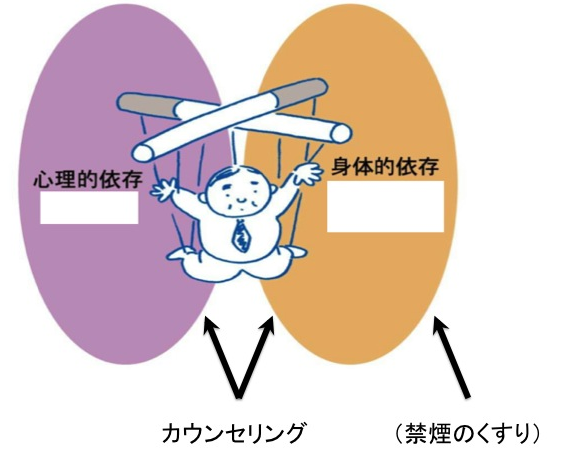 心理的依存
身体的依存
カウンセリング
（禁煙のくすり）